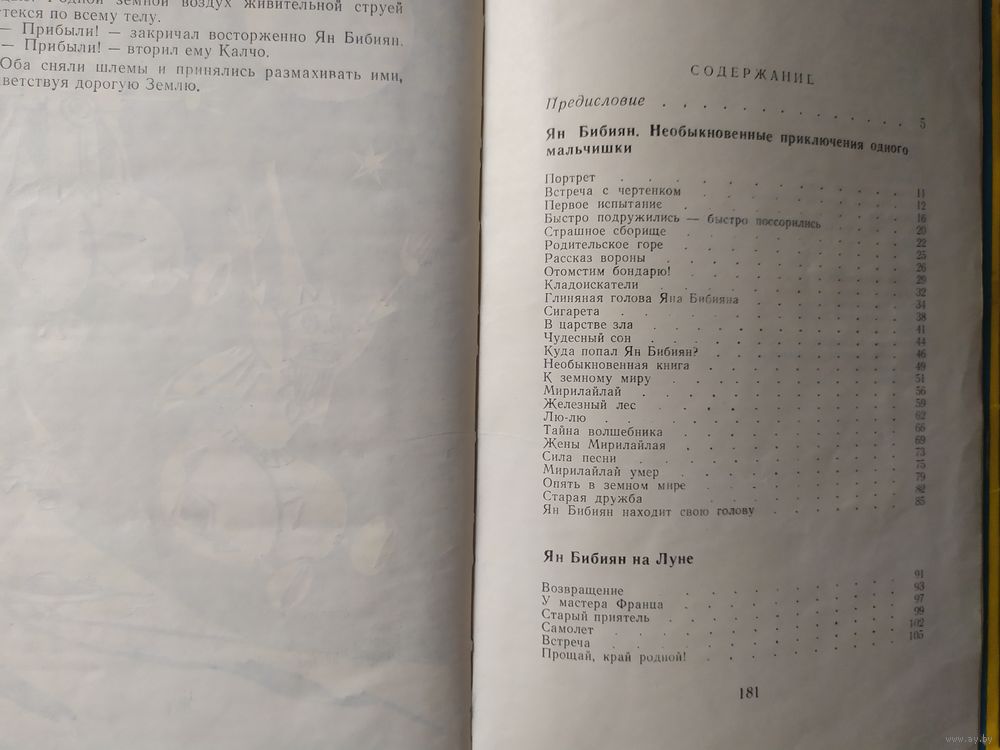 Родной земной воздух живительной струей
текся по всему телу.
— Прибыли! — закричал восторженно Ян Бибиян.
— Прибыли! — вторил ему Калчо.
Оба сняли шлемы и принялись размахивать ими,
ветствуя дорогую Землю.
СОДЕРЖАНИЕ
Предисловие . . . . . . . . . . . . 5
Ян Бибиян. Необыкновенные приключения одного
мальчишки
Портрет . . . . . . . . . . 11
Встреча с чертенком . . . . . . . . 12
Первое испытание . . . . . . . . 16
Быстро подружились — быстро поссорились . . . 20
Страшное сборище . . . . . . . . 22
Родительское горе . . . . . . . . 25
Рассказ вороны . . . . . . . . . 26
Отомстим бондарю! . . . . . . . . 29
Кладоискатели . . . . . . . . . 32
Глиняная голова Яна Бибияна . . . . . . 34
Сигарета . . . . . . . . . . 38
В царстве зла . . . . . . . . . 41
Чудесный сон . . . . . . . . . 44
Куда попал Ян Бибиян? . . . . . . . 46
Необыкновенная книга . . . . . . . 49
К земному миру . . . . . . . . . 51
Мирилайлай . . . . . . . . . 56
Железный лес . . . . . . . . . 59
Лю-лю . . . . . . . . . . 62
Тайна волшебника . . . . . . . . 66
Жены Мирилайлая . . . . . . . . 69
Сила песни . . . . . . . . . 73
Мирилайлай умер . . . . . . . . 75
Опять в земном мире . . . . . . . . 79
Старая дружба . . . . . . . . 82
Ян Бибиян находит свою голову . . . . . . 85
Ян Бибиян на Луне
Возвращение . . . . . . . . . 91
У мастера Франца . . . . . . . . 93
Старый приятель . . . . . . . . 97
Самолет . . . . . . . . . . 99
Встреча . . . . . . . . . . 102
Прощай, край родной! . . . . . . . 105
181
www.ay.by